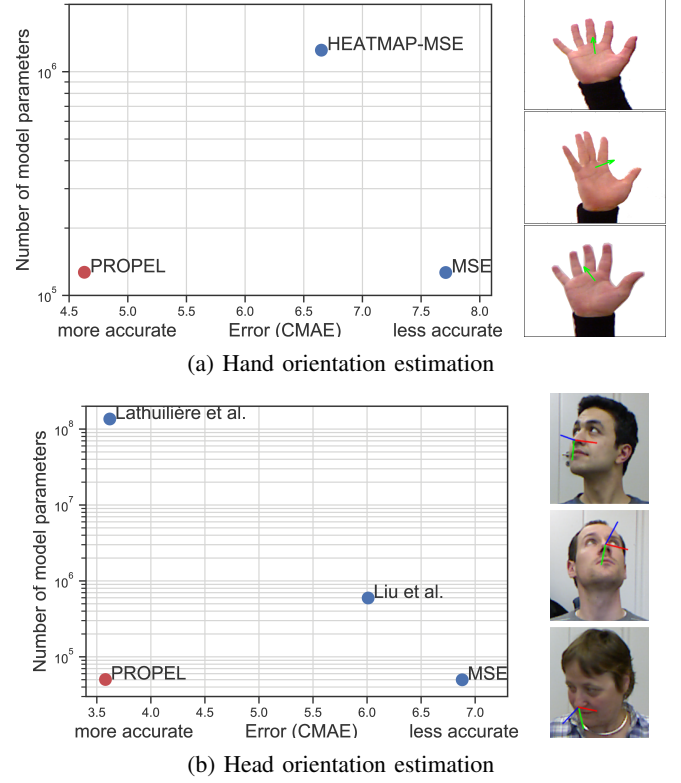 Number of model parameters
10^6
10^5
HEATMAP-MSE
PROPEL
MSE
4.5 5.0 5.5 6.0 6.5 7.0 7.5 8.0
more accurate Error (CMAE) less accurate
(a) Hand orientation estimation
Number of model parameters
10^8
10^7
10^6
10^5
Lathuilière et al.
Liu et al.
PROPEL
MSE
3.5 4.0 4.5 5.0 5.5 6.0 6.5 7.0
more accurate Error (CMAE) less accurate
(b) Head orientation estimation